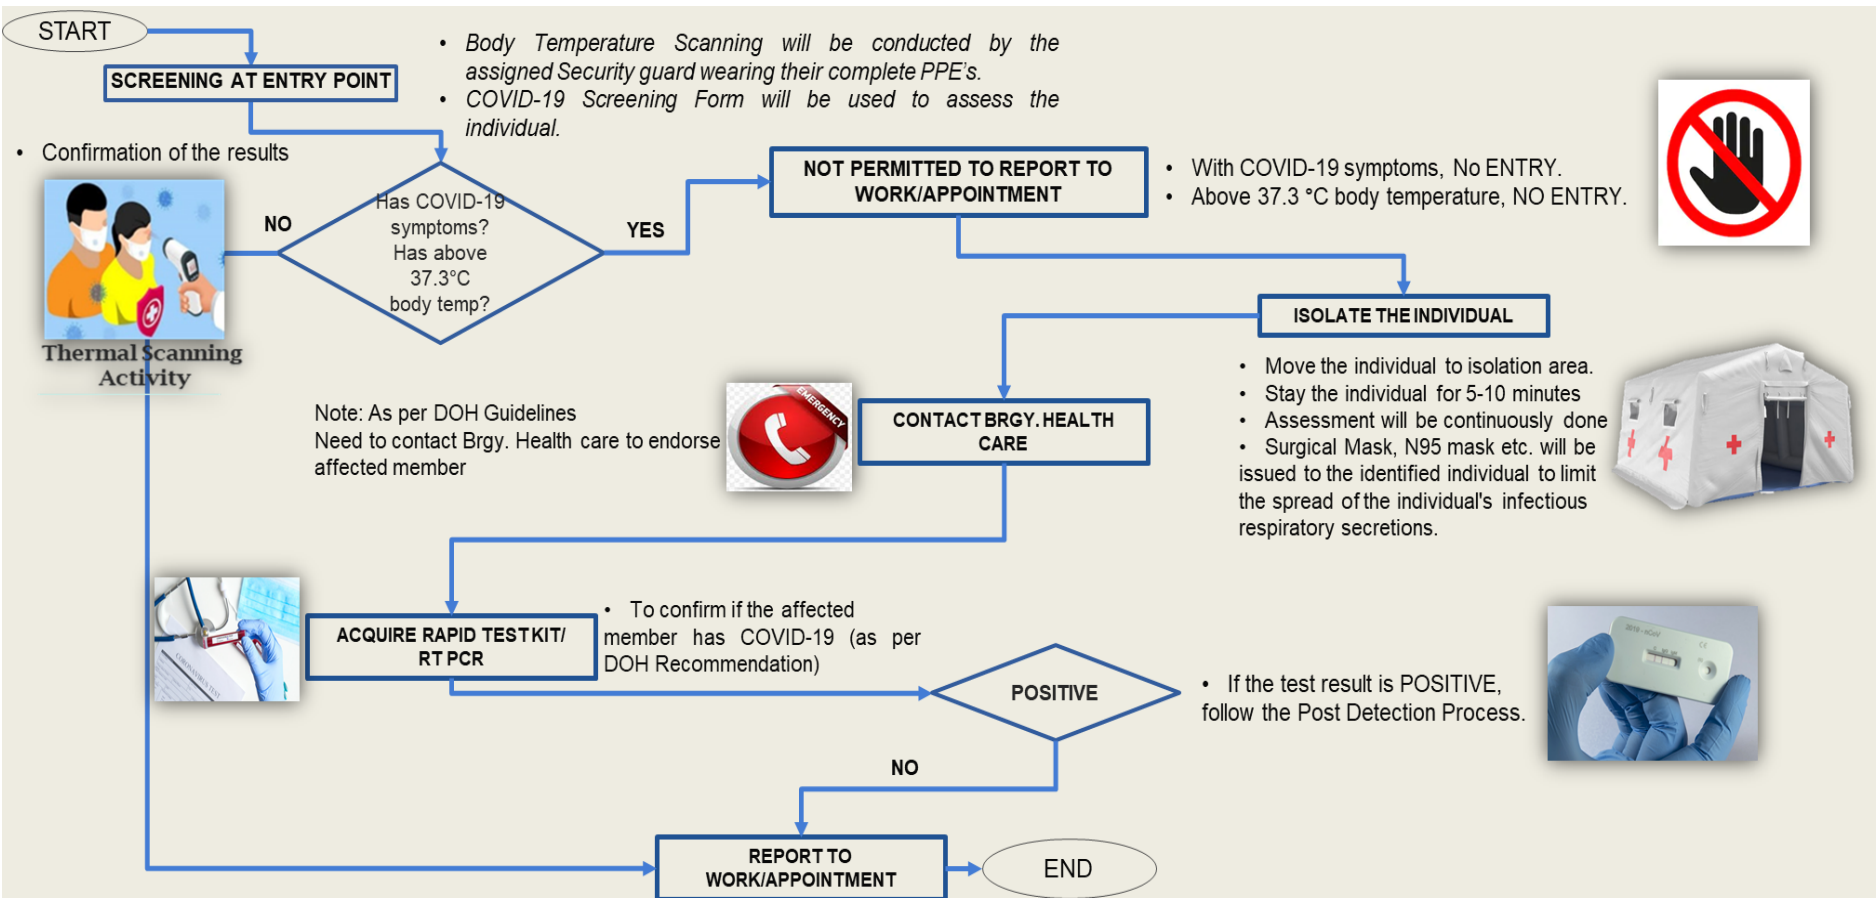 START
SCREENING AT ENTRY POINT
• Body Temperature Scanning will be conducted by the
assigned Security guard wearing their complete PPE's.
• COVID-19 Screening Form will be used to assess the
individual.
• Confirmation of the results
Has COVID-19
symptoms?
Has above
37.3°C
body temp?
NO
YES
NOT PERMITTED TO REPORT TO
WORK/APPOINTMENT
• With COVID-19 symptoms, No ENTRY.
• Above 37.3 °C body temperature, NO ENTRY.
Thermal Scanning
Activity
ISOLATE THE INDIVIDUAL
• Move the individual to isolation area.
• Stay the individual for 5-10 minutes
• Assessment will be continuously done
• Surgical Mask, N95 mask etc. will be
issued to the identified individual to limit
the spread of the individual's infectious
respiratory secretions.
Note: As per DOH Guidelines
Need to contact Brgy. Health care to endorse
affected member
EMERGENCY
CONTACT BRGY. HEALTH
CARE
CORONAVIRUS TEST
ACQUIRE RAPID TEST KIT/
RT PCR
• To confirm if the affected
member has COVID-19 (as per
DOH Recommendation)
POSITIVE
• If the test result is POSITIVE,
follow the Post Detection Process.
2019-nCoV
CE
NO
REPORT TO
WORK/APPOINTMENT
END